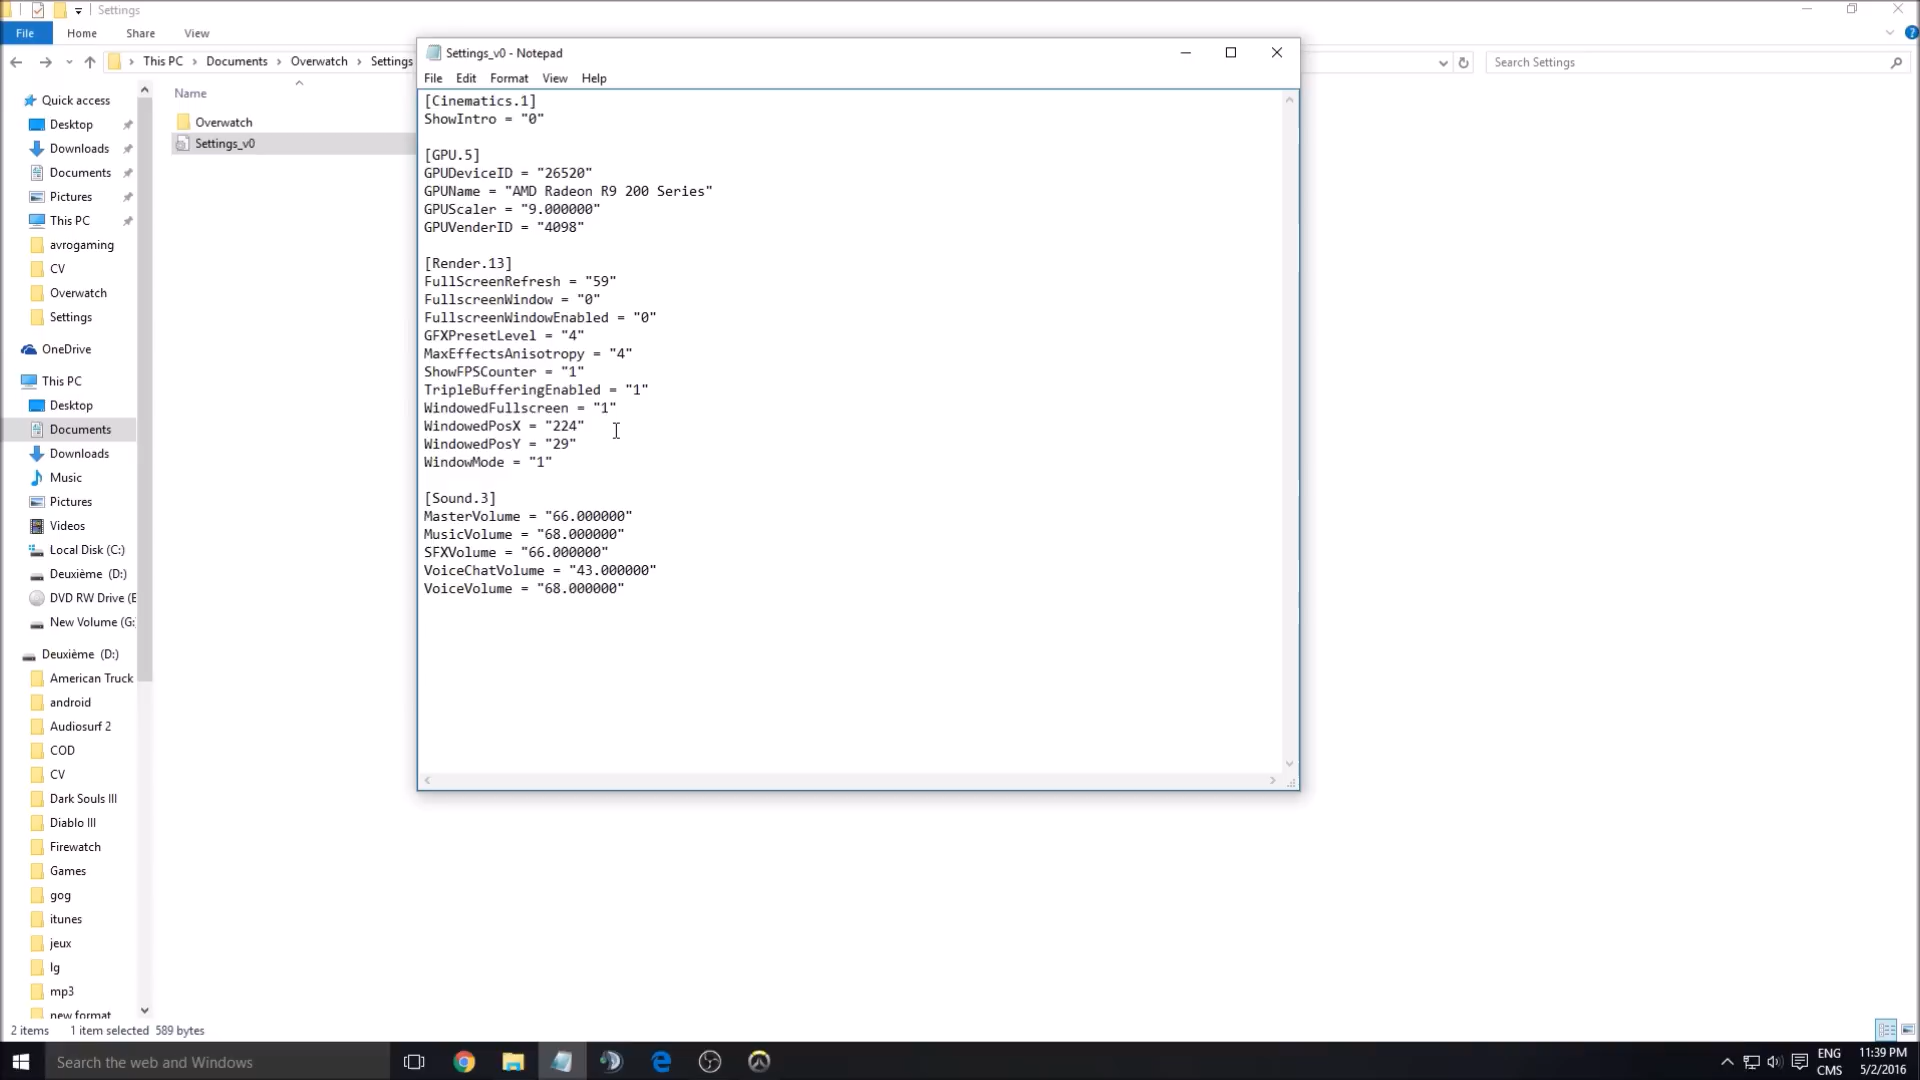 Settings
File
Home
Share
View
This PC
Documents
Overwatch
Settings
Search Settings
Name
Overwatch
Settings_v0
Quick access
Desktop
Downloads
Documents
Pictures
This PC
avrogaming
CV
Overwatch
Settings
OneDrive
This PC
Desktop
Documents
Downloads
Music
Pictures
Videos
Local Disk (C:)
Deuxième (D:)
DVD RW Drive (E
New Volume (G:
Deuxième (D:)
American Truck
android
Audiosurf 2
COD
CV
Dark Souls III
Diablo III
Firewatch
Games
gog
itunes
jeux
lg
mp3
new format
2 items 1 item selected 589 bytes
Settings_v0 - Notepad
File Edit Format View Help
[Cinematics.1]
ShowIntro = "0"
[GPU.5]
GPUDeviceID = "26520"
GPUName = "AMD Radeon R9 200 Series"
GPUScaler = "9.000000"
GPUVenderID = "4098"
[Render.13]
FullScreenRefresh = "59"
FullscreenWindow = "0"
FullscreenWindowEnabled = "0"
GFXPresetLevel = "4"
MaxEffectsAnisotropy = "4"
ShowFPSCounter = "1"
TripleBufferingEnabled = "1"
WindowedFullscreen = "1"
WindowedPosX = "224"
WindowedPosY = "29"
WindowMode = "1"
[Sound.3]
MasterVolume = "66.000000"
MusicVolume = "68.000000"
SFXVolume = "66.000000"
VoiceChatVolume = "43.000000"
VoiceVolume = "68.000000"
Search the web and Windows
ENG
CMS
11:39 PM
5/2/2016